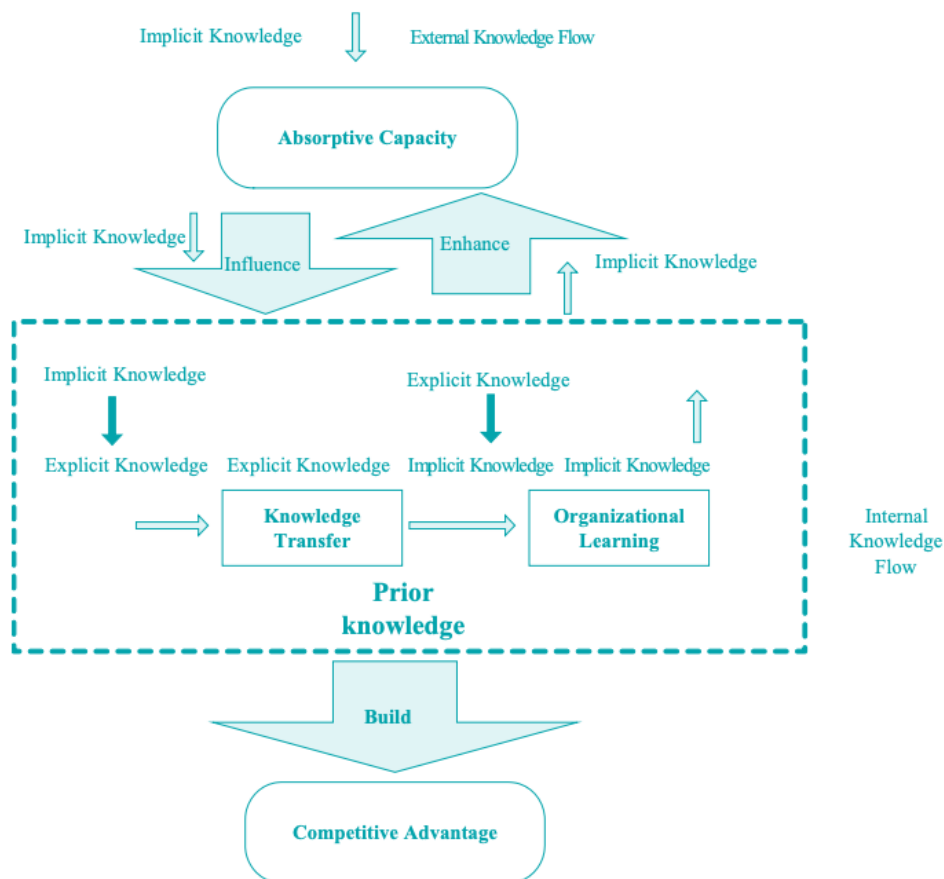 Implicit Knowledge
External Knowledge Flow
Absorptive Capacity
Implicit Knowledge
Influence
Enhance
Implicit Knowledge
Implicit Knowledge
Explicit Knowledge
Explicit Knowledge
Explicit Knowledge
Implicit Knowledge
Implicit Knowledge
Knowledge
Transfer
Organizational
Learning
Internal
Knowledge
Flow
Prior
knowledge
Build
Competitive Advantage